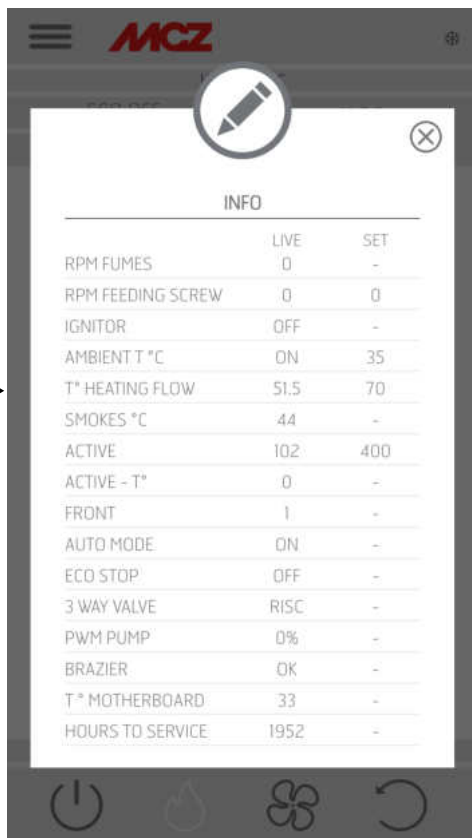 MCZ
INFO
LIVE SET
RPM FUMES 0 -
RPM FEEDING SCREW 0 0
IGNITOR OFF -
AMBIENT T °C ON 35
T° HEATING FLOW 51.5 70
SMOKES °C 44 -
ACTIVE 102 400
ACTIVE - T° 0 -
FRONT 1 -
AUTO MODE ON -
ECO STOP OFF -
3 WAY VALVE RISC -
PWM PUMP 0% -
BRAZIER OK -
T ° MOTHERBOARD 33 -
HOURS TO SERVICE 1952 -